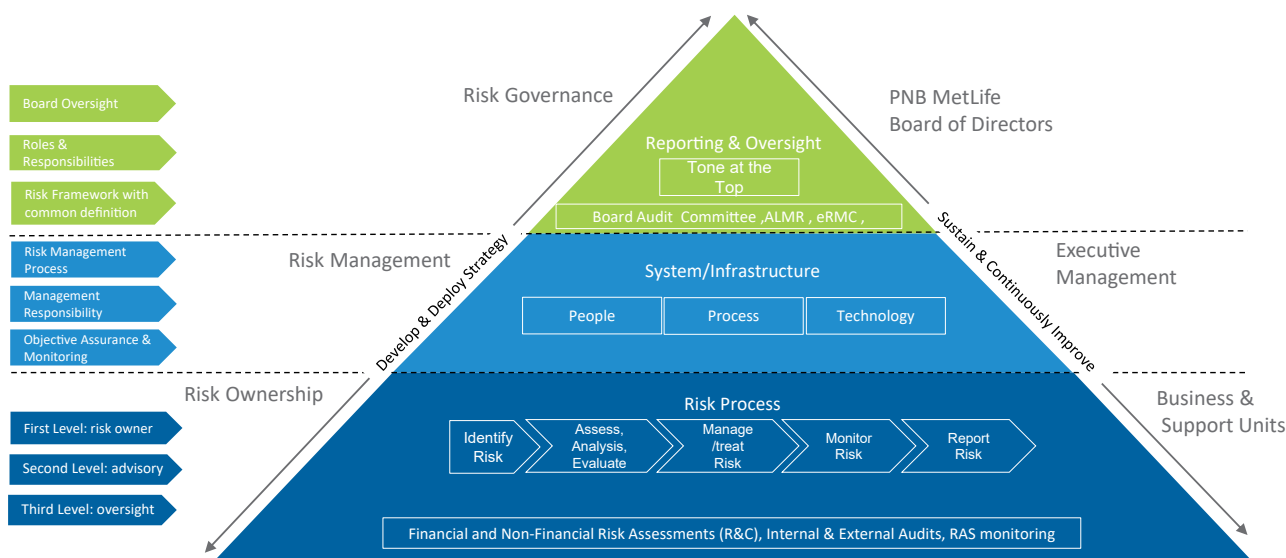 Board Oversight
Roles &
Responsibilities
Risk Framework with
common definition
Risk Management
Process
Management
Responsibility
Objective Assurance &
Monitoring
First Level: risk owner
Second Level: advisory
Third Level: oversight
Risk Governance
Risk Management
Risk Ownership
Develop & Deploy Strategy
Reporting & Oversight
Tone at the
Top
Board Audit  Committee ,ALMR , eRMC ,
System/Infrastructure
People
Process
Technology
Risk Process
Identify
Risk
Assess,
Analysis,
Evaluate
Manage
/treat
Risk
Monitor
Risk
Report
Risk
Financial and Non-Financial Risk Assessments (R&C), Internal & External Audits, RAS monitoring
Sustain & Continuously Improve
PNB MetLife
Board of Directors
Executive
Management
Business &
Support Units